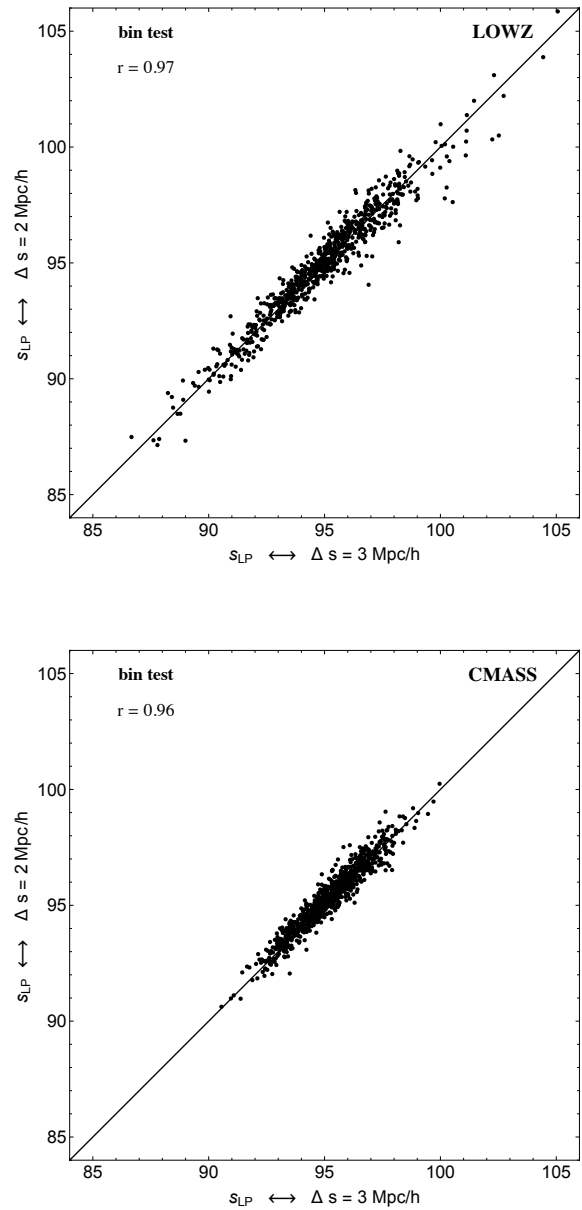 bin test LOWZ
r = 0.97
105
100
95
90
85
s_LP ⟷ Δ s = 2 Mpc/h
85 90 95 100 105
s_LP ⟷ Δ s = 3 Mpc/h
bin test CMASS
r = 0.96
105
100
95
90
85
s_LP ⟷ Δ s = 2 Mpc/h
85 90 95 100 105
s_LP ⟷ Δ s = 3 Mpc/h